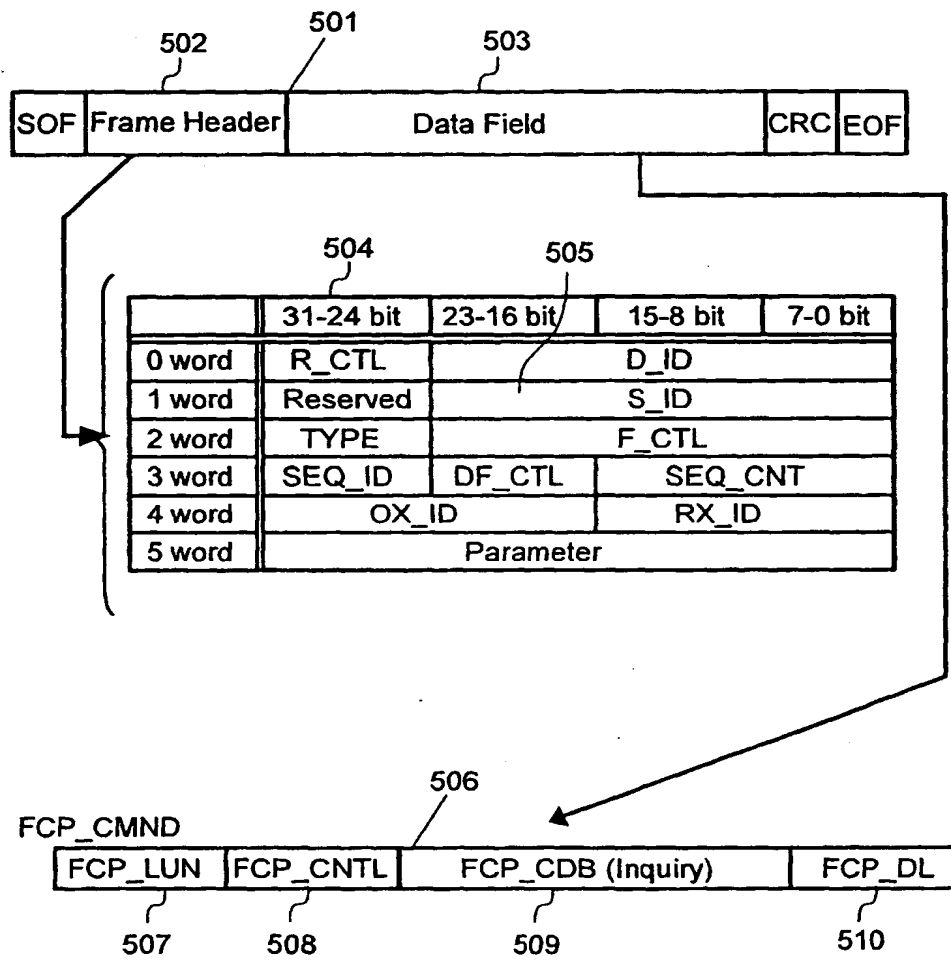 501
502 503
SOF Frame Header Data Field CRC EOF
504 505
31-24 bit 23-16 bit 15-8 bit 7-0 bit
0 word R_CTL D_ID
1 word Reserved S_ID
2 word TYPE F_CTL
3 word SEQ_ID DF_CTL SEQ_CNT
4 word OX_ID RX_ID
5 word Parameter
506
FCP_CMND
FCP_LUN FCP_CNTL FCP_CDB (Inquiry) FCP_DL
507 508 509 510